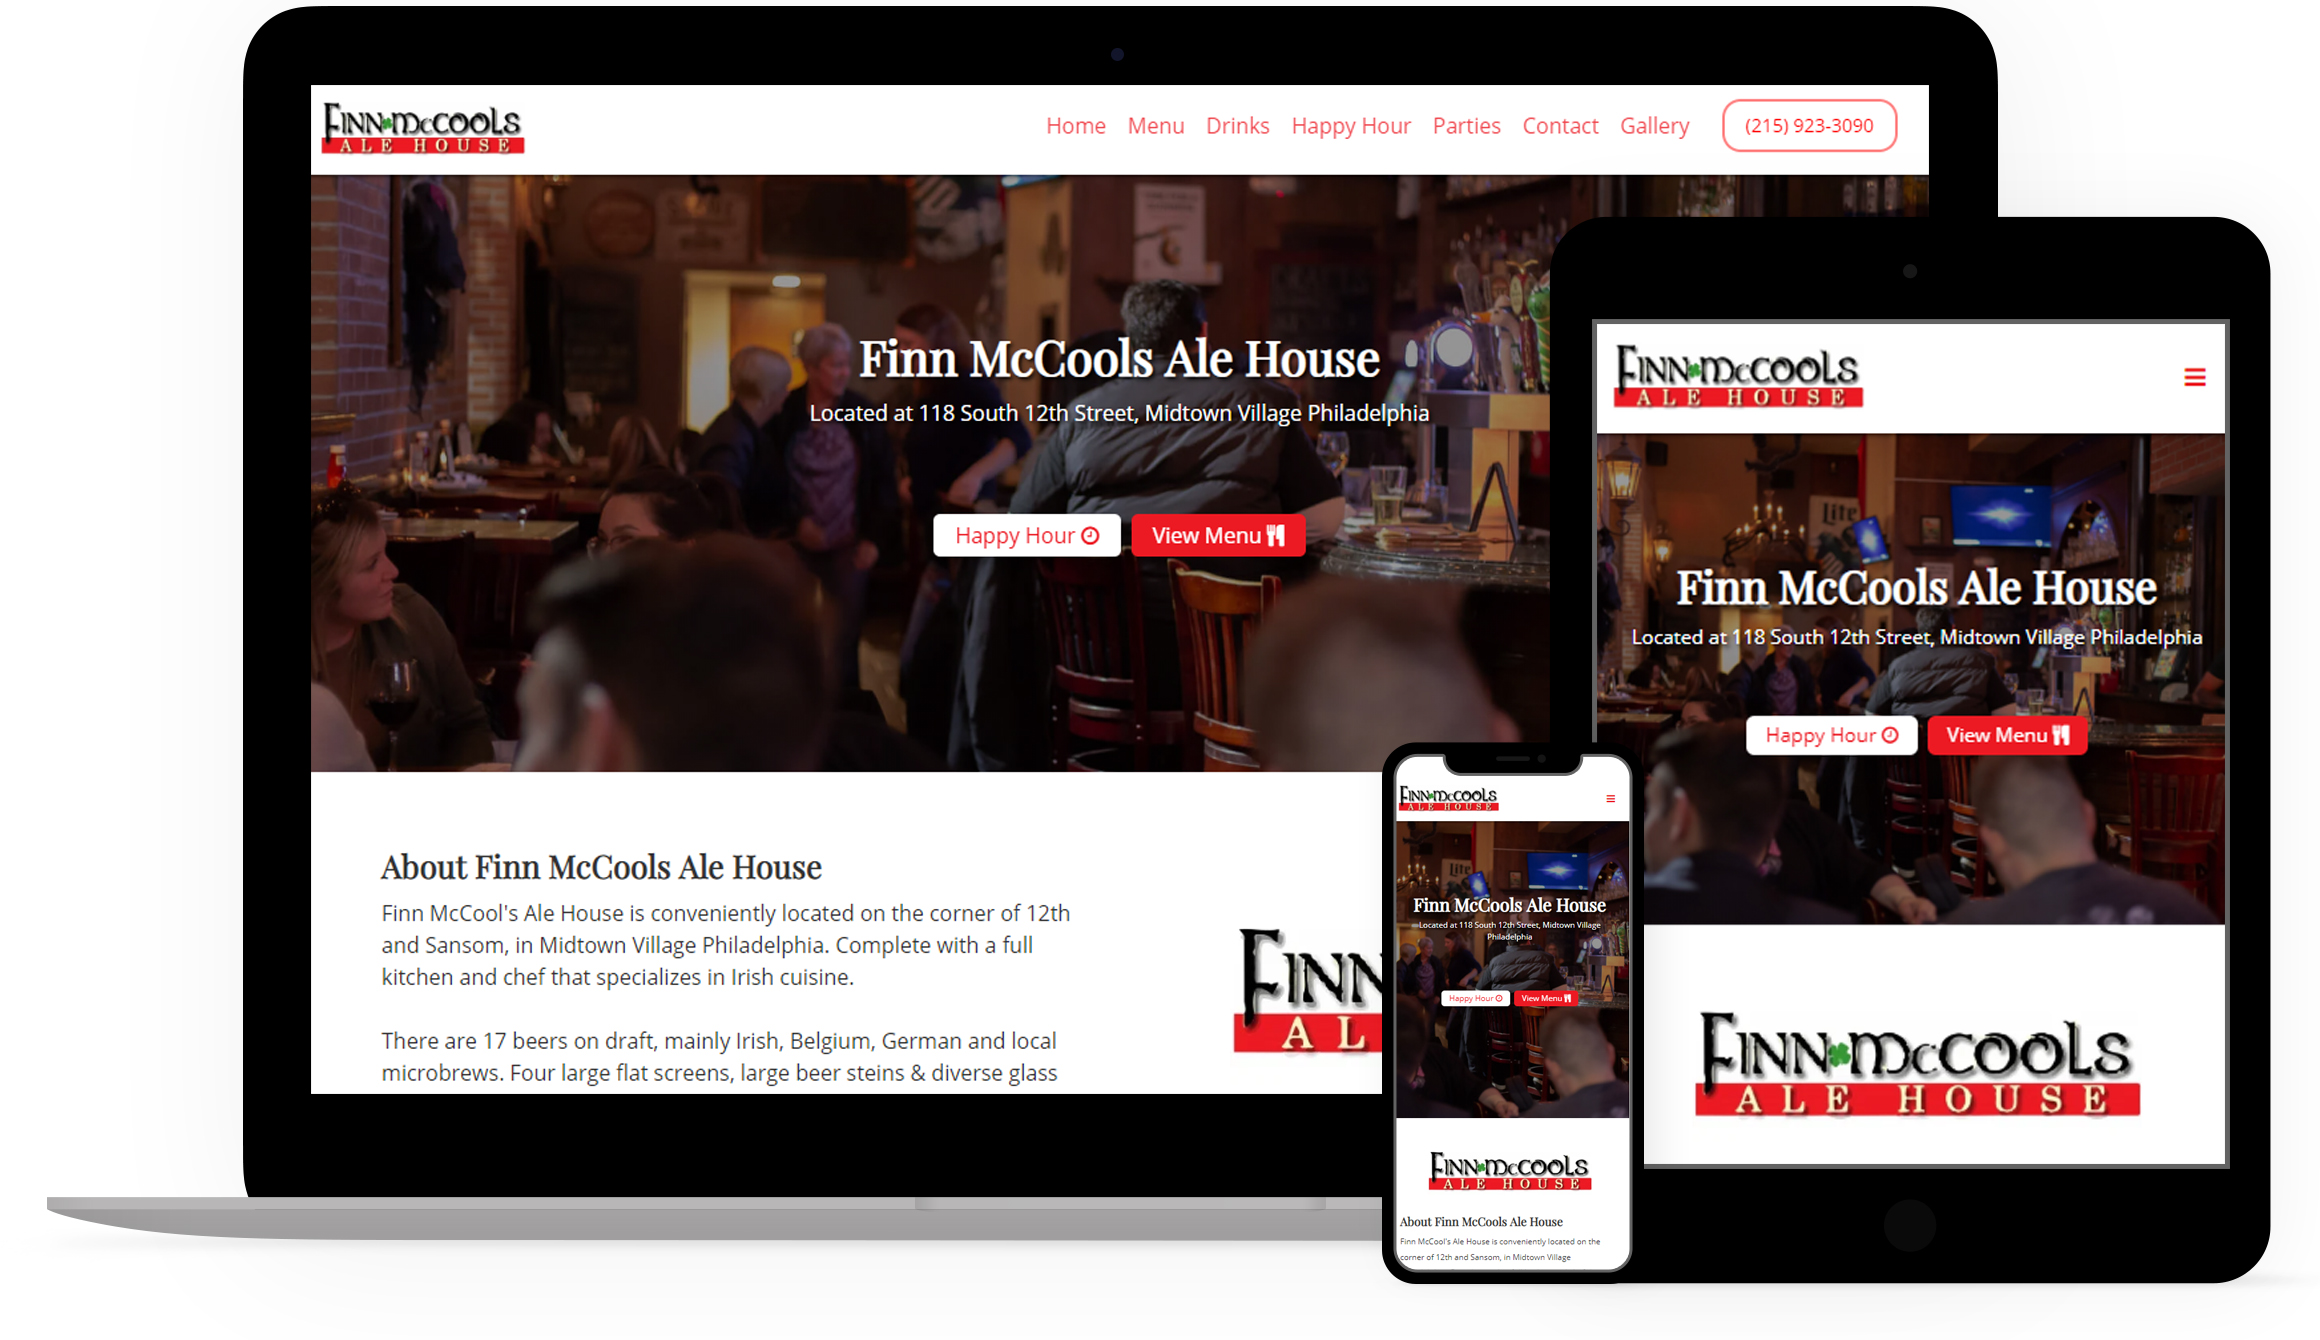 FINN McCOOLS
ALE HOUSE
Home Menu Drinks Happy Hour Parties Contact Gallery (215) 923-3090
Finn McCools Ale House
Located at 118 South 12th Street, Midtown Village Philadelphia
Happy Hour View Menu
About Finn McCools Ale House
Finn McCool's Ale House is conveniently located on the corner of 12th
and Sansom, in Midtown Village Philadelphia. Complete with a full
kitchen and chef that specializes in Irish cuisine.
There are 17 beers on draft, mainly Irish, Belgium, German and local
microbrews. Four large flat screens, large beer steins & diverse glass
FINN
AL
FINN McCOOLS
ALE HOUSE
Lite
Finn McCools Ale House
Located at 118 South 12th Street, Midtown Village Philadelphia
Happy Hour View Menu
FINN McCOOLS
ALE HOUSE
FINN McCOOLS
ALE HOUSE
Lite
Finn McCools Ale House
Located at 118 South 12th Street, Midtown Village
Philadelphia
Happy Hour View Menu
FINN McCOOLS
ALE HOUSE
About Finn McCools Ale House
Finn McCool's Ale House is conveniently located on the
corner of 12th and Sansom, in Midtown Village